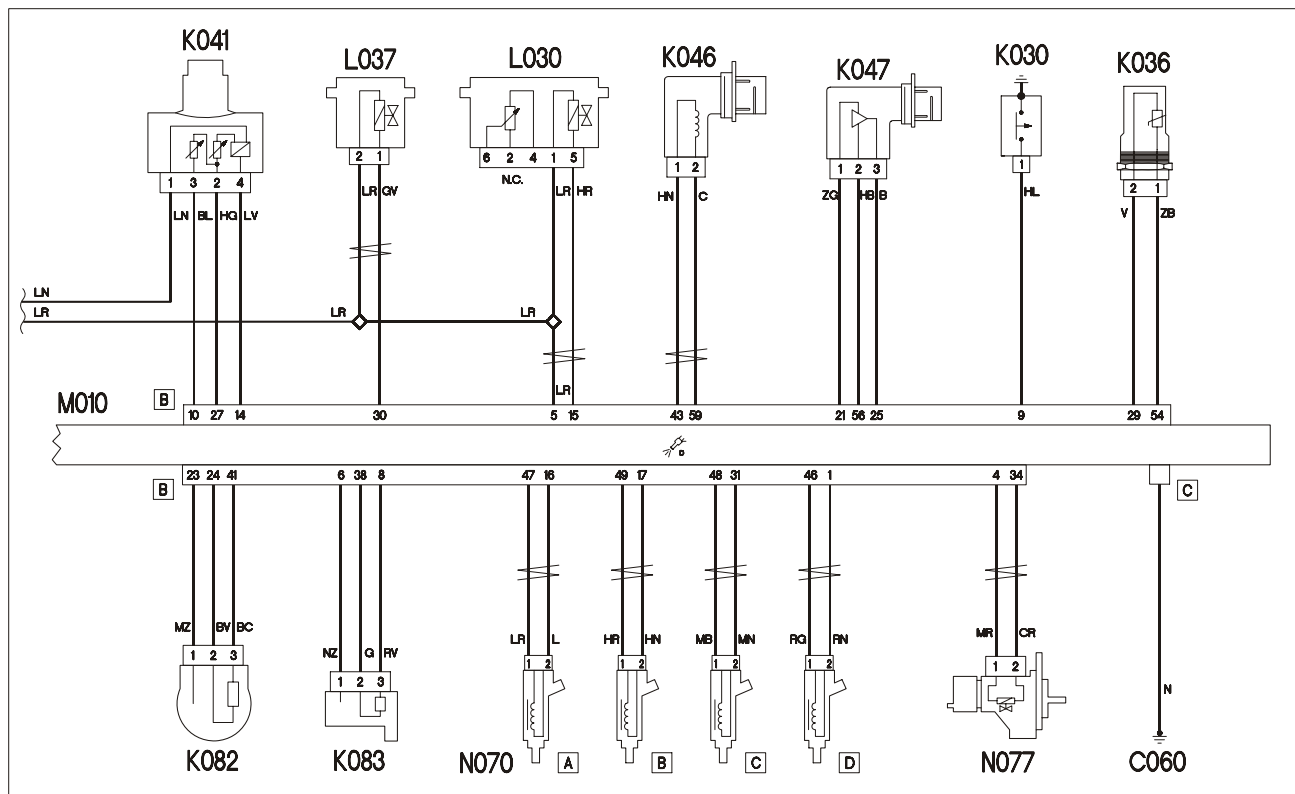 K041
L037
L030
K046
K047
K030
K036
2 1
6 2 4 1 5
N.C.
1 2
1 2 3
1
2 1
1 3 2 4
LN BL HG LV
LR GV
LR HR
HN C
ZG HB B
HL
V ZB
LN
LR
LR
LR
LR
M010
B
10 27 14 30 5 15 43 59 21 56 25 9 29 54
D
B
23 24 41 6 38 8 47 16 49 17 48 31 46 1 4 34
C
MZ BV BC
NZ G RV
LR L
HR HN
MB MN
RG RN
MR CR
N
1 2 3
1 2 3
1 2
1 2
1 2
1 2
1 2
K082
K083
N070
A
B
C
D
N077
C060